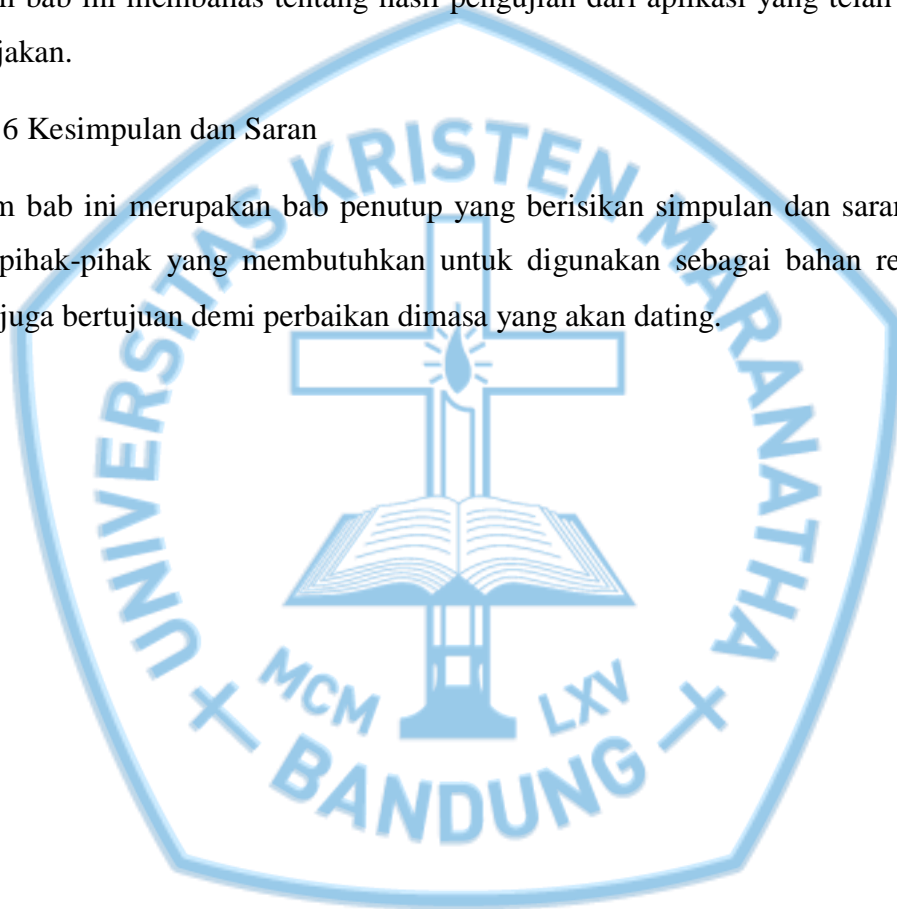 bab ini membahas tentang hasil pengujian dari aplikasi yang telah
jakan.
6 Kesimpulan dan Saran
m bab ini merupakan bab penutup yang berisikan simpulan dan saran
pihak-pihak yang membutuhkan untuk digunakan sebagai bahan re
juga bertujuan demi perbaikan dimasa yang akan dating.
UNIVERSITAS KRISTEN MARANATHA
MCM LXV
BANDUNG